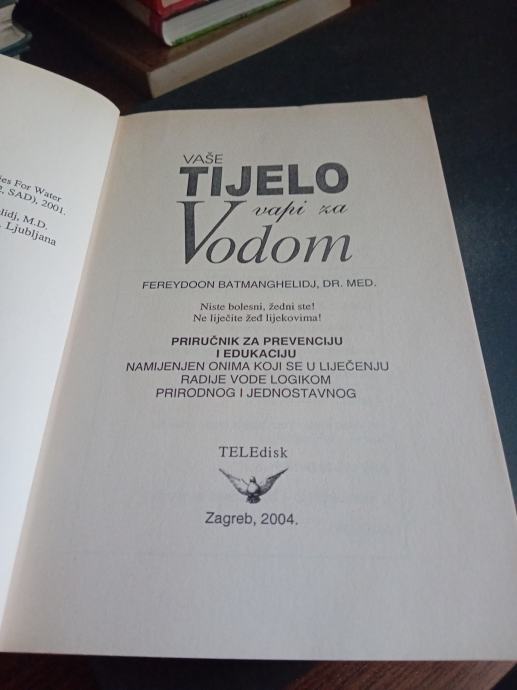 ies For Water
2, SAD), 2001.
elidj, M.D.
Ljubljana
VAŠE
TIJELO
vapi za
Vodom
FEREYDOON BATMANGHELIDJ, DR. MED.
Niste bolesni, žedni ste!
Ne liječite žeđ lijekovima!
PRIRUČNIK ZA PREVENCIJU
I EDUKACIJU
NAMIJENJEN ONIMA KOJI SE U LIJEČENJU
RADIJE VODE LOGIKOM
PRIRODNOG I JEDNOSTAVNOG
TELEdisk
Zagreb, 2004.